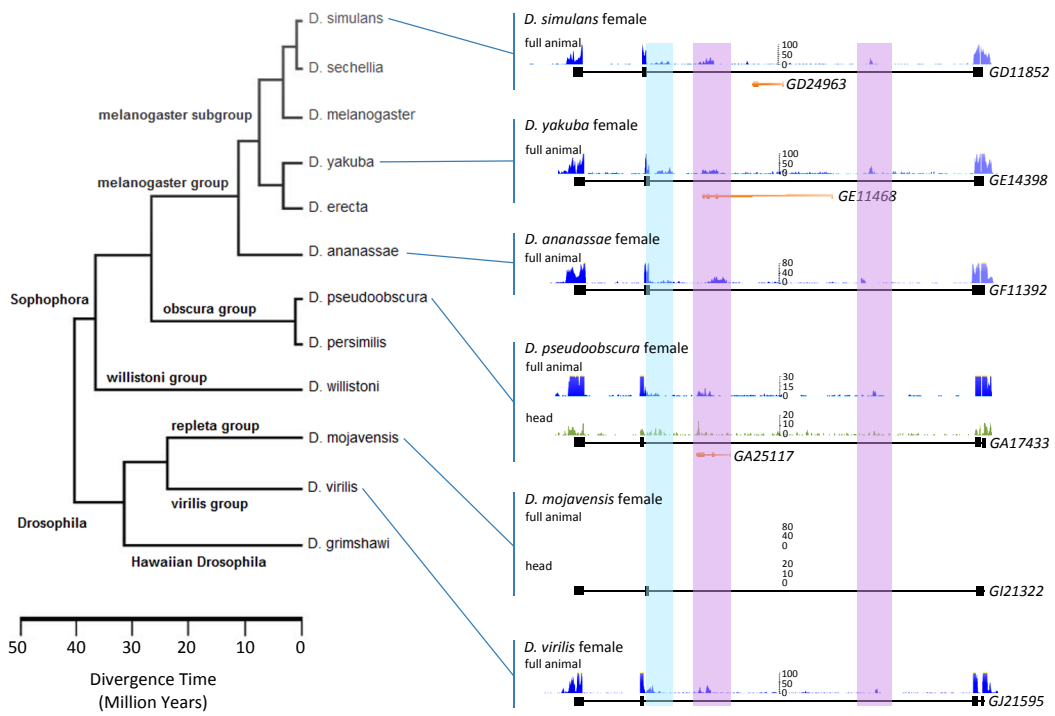 D. simulans
D. sechellia
D. melanogaster
melanogaster subgroup
D. yakuba
melanogaster group
D. erecta
D. ananassae
Sophophora
D. pseudoobscura
obscura group
D. persimilis
willistoni group
D. willistoni
repleta group
D. mojavensis
virilis group
D. virilis
Drosophila
D. grimshawi
Hawaiian Drosophila
50 40 30 20 10 0
Divergence Time
(Million Years)
D. simulans female
full animal
100
50
0
GD11852
GD24963
D. yakuba female
full animal
100
50
0
GE14398
GE11468
D. ananassae female
full animal
80
40
0
GF11392
D. pseudoobscura female
full animal
30
15
0
head
20
10
0
GA17433
GA25117
D. mojavensis female
full animal
80
40
0
head
20
10
0
GI21322
D. virilis female
full animal
100
50
0
GJ21595